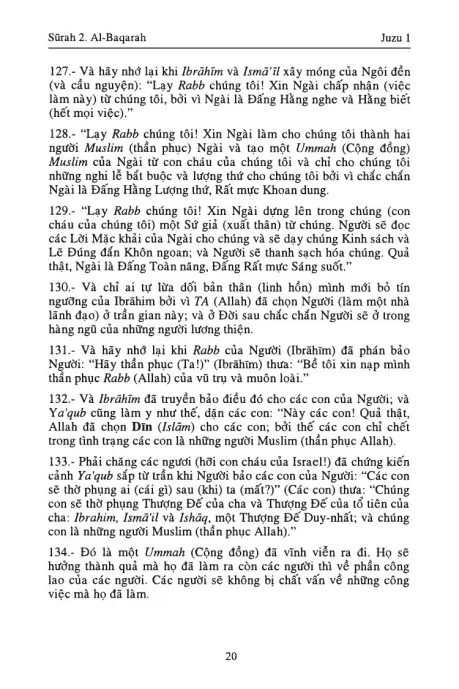 Sūrah 2. Al-Baqarah Juzu 1
127.- Và hãy nhớ lại khi Ibrāhīm và Ismā'īl xây móng của Ngôi đền
(và cầu nguyện): “Lạy Rabb chúng tôi! Xin Ngài chấp nhận (việc
làm này) từ chúng tôi, bởi vì Ngài là Đấng Hằng nghe và Hằng biết
(hết mọi việc).”
128.- “Lạy Rabb chúng tôi! Xin Ngài làm cho chúng tôi thành hai
người Muslim (thần phục) Ngài và tạo một Ummah (Cộng đồng)
Muslim của Ngài từ con cháu của chúng tôi và chỉ cho chúng tôi
những nghi lễ bắt buộc và lượng thứ cho chúng tôi bởi vì chắc chắn
Ngài là Đấng Hằng Lượng thứ, Rất mực Khoan dung.
129.- “Lạy Rabb chúng tôi! Xin Ngài dựng lên trong chúng (con
cháu của chúng tôi) một Sứ giả (xuất thân) từ chúng. Người sẽ đọc
các Lời Mặc khải của Ngài cho chúng và sẽ dạy chúng Kinh sách và
Lẽ Đúng đắn Khôn ngoan; và Người sẽ thanh sạch hóa chúng. Quả
thật, Ngài là Đấng Toàn năng, Đấng Rất mực Sáng suốt.”
130.- Và chỉ ai tự lừa dối bản thân (linh hồn) mình mới bỏ tín
ngưỡng của Ibrāhim bởi vì TA (Allah) đã chọn Người (làm một nhà
lãnh đạo) ở trần gian này; và ở Đời sau chắc chắn Người sẽ ở trong
hàng ngũ của những người lương thiện.
131.- Và hãy nhớ lại khi Rabb của Người (Ibrāhīm) đã phán bảo
Người: “Hãy thần phục (Ta!)” (Ibrāhīm) thưa: “Bề tôi xin nạp mình
thần phục Rabb (Allah) của vũ trụ và muôn loài.”
132.- Và Ibrāhīm đã truyền bảo điều đó cho các con của Người; và
Ya'qub cũng làm y như thế, dặn các con: “Này các con! Quả thật,
Allah đã chọn Dīn (Islām) cho các con; bởi thế các con chỉ chết
trong tình trạng các con là những người Muslim (thần phục Allah).
133.- Phải chăng các ngươi (hỡi con cháu của Israel!) đã chứng kiến
cảnh Ya'qub sắp từ trần khi Người bảo các con của Người: “Các con
sẽ thờ phụng ai (cái gì) sau (khi) ta (mất?)” (Các con) thưa: “Chúng
con sẽ thờ phụng Thượng Đế của cha và Thượng Đế của tổ tiên của
cha: Ibrahim, Ismā'il và Ishāq, một Thượng Đế Duy-nhất; và chúng
con là những người Muslim (thần phục Allah).”
134.- Đó là một Ummah (Cộng đồng) đã vĩnh viễn ra đi. Họ sẽ
hưởng thành quả mà họ đã làm ra còn các người thì về phần công
lao của các người. Các người sẽ không bị chất vấn về những công
việc mà họ đã làm.
20